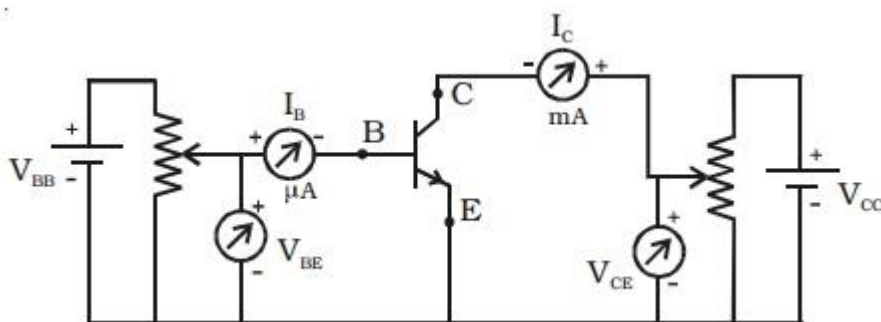 I_C
- +
C
mA
I_B
+ -
B
μA
+
V_BB
-
E
+
V_BE
-
+
V_CE
-
+
V_CC
-